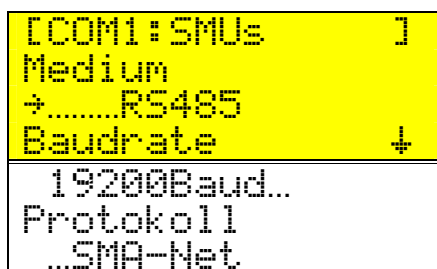 [COM1:SMUs ]
Medium
→.........RS485
Baudrate ↓
19200Baud...
Protokoll
...SMA-Net